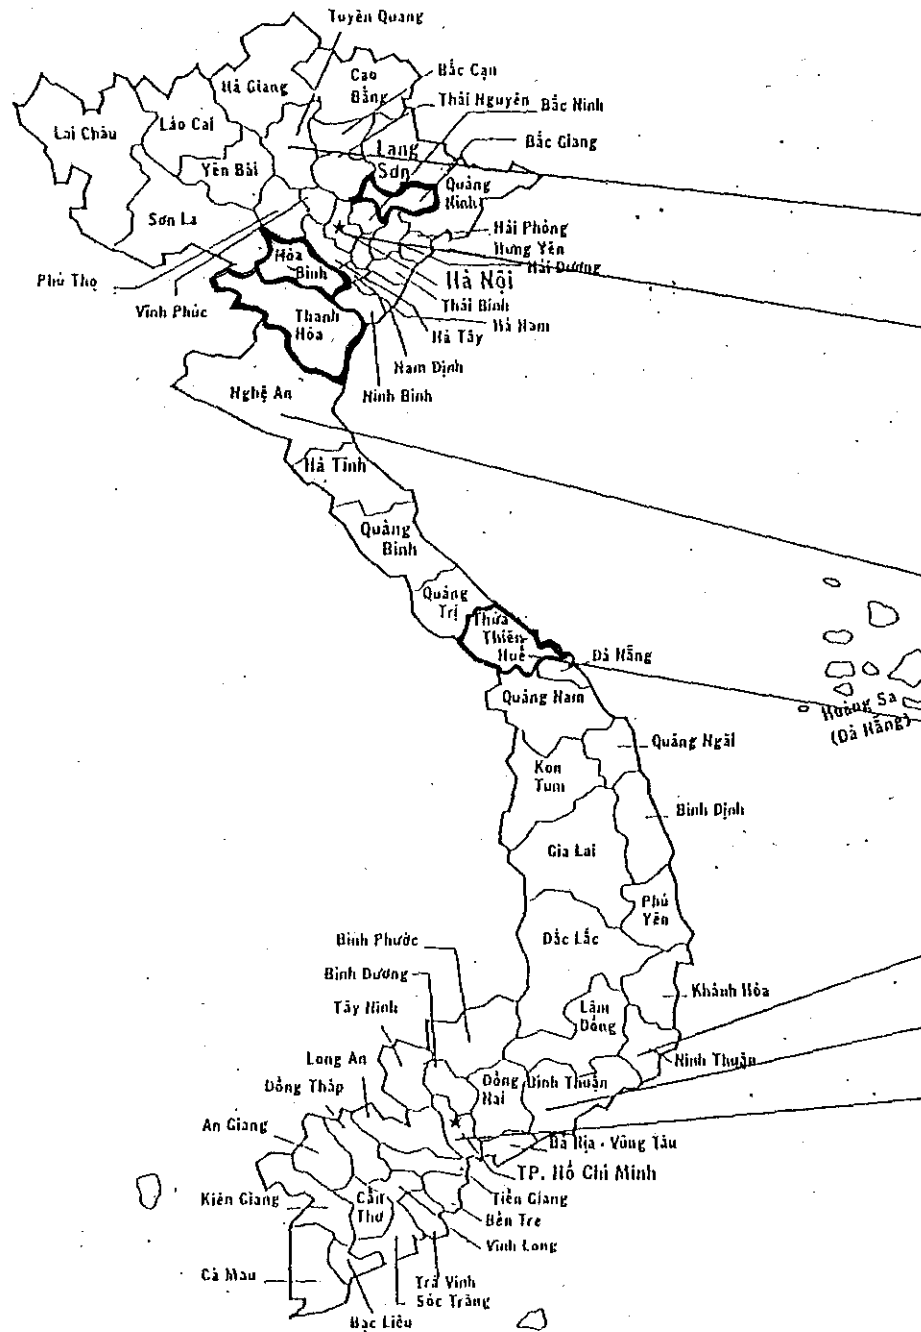 Tuyên Quang
Hà Giang
Cao
Bằng
Bắc Cạn
Thái Nguyên
Bắc Ninh
Bắc Giang
Lai Châu
Lào Cai
Yên Bái
Lạng
Sơn
Quảng
Ninh
Sơn La
Hải Phòng
Hưng Yên
Hải Dương
Phú Thọ
Hòa
Bình
Hà Nội
Thái Bình
Vĩnh Phúc
Thanh
Hóa
Hà Nam
Hà Tây
Nam Định
Nghệ An
Ninh Bình
Hà Tĩnh
Quảng
Bình
Quảng
Trị
Thừa
Thiên-
Huế
Đà Nẵng
Quảng Nam
Hoàng Sa
(Đà Nẵng)
Quảng Ngãi
Kon
Tum
Bình Định
Gia Lai
Phú
Yên
Đắc Lắc
Bình Phước
Bình Dương
Tây Ninh
Khánh Hòa
Lâm
Đồng
Long An
Đồng Tháp
Đồng
Nai
Bình Thuận
Ninh Thuận
An Giang
Bà Rịa - Vũng Tàu
TP. Hồ Chí Minh
Kiên Giang
Cần
Thơ
Tiền Giang
Bến Tre
Vĩnh Long
Cà Mau
Trà Vinh
Sóc Trăng
Bạc Liêu